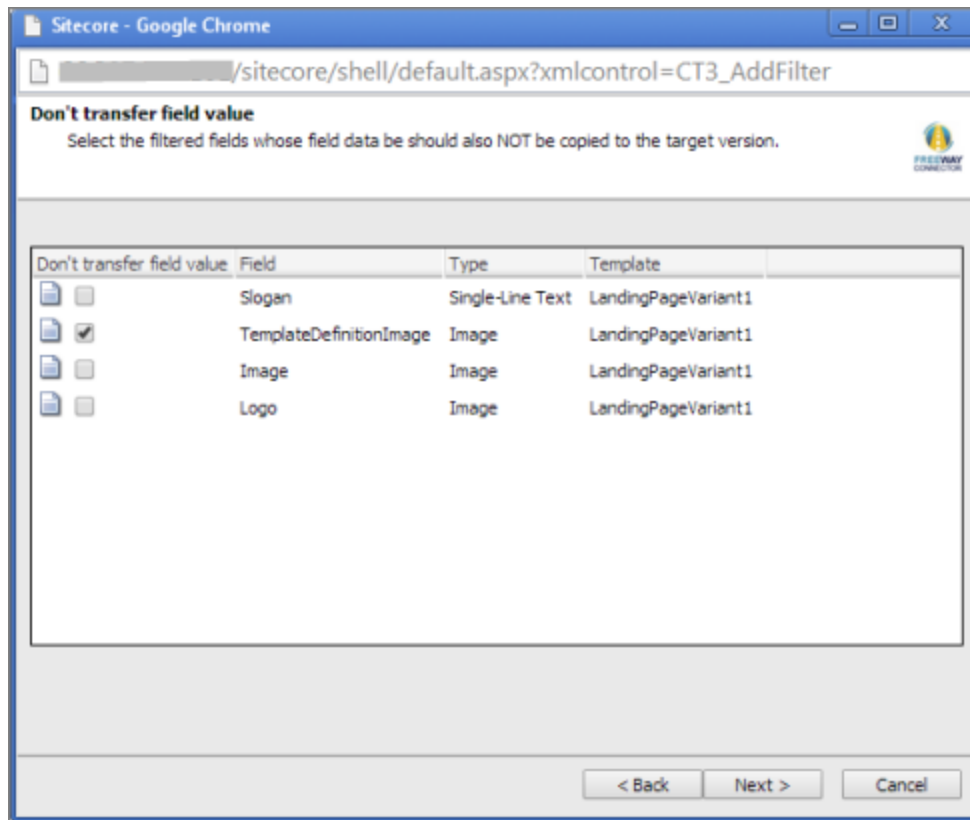 Sitecore - Google Chrome
/sitecore/shell/default.aspx?xmlcontrol=CT3_AddFilter
Don't transfer field value
Select the filtered fields whose field data be should also NOT be copied to the target version.
FREEWAY
CONNECTOR
Don't transfer field value Field Type Template
Slogan Single-Line Text LandingPageVariant1
TemplateDefinitionImage Image LandingPageVariant1
Image Image LandingPageVariant1
Logo Image LandingPageVariant1
< Back Next > Cancel